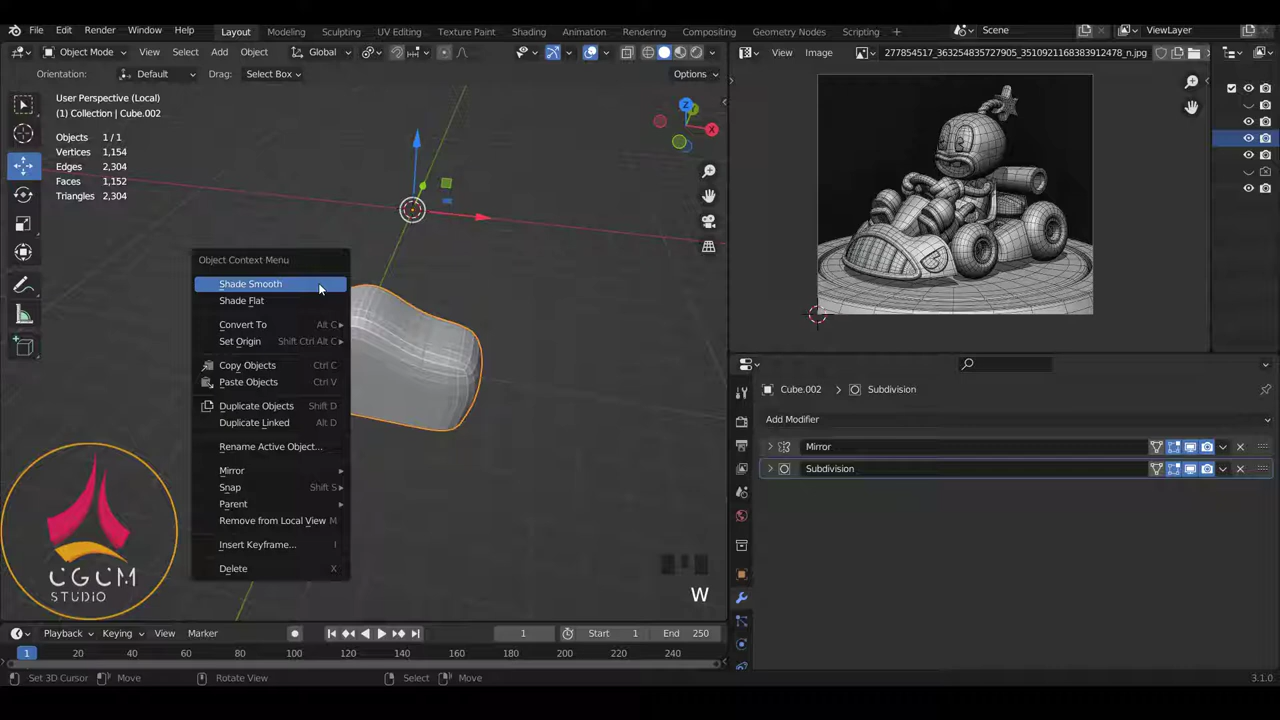 File Edit Render Window Help Layout Modeling Sculpting UV Editing Texture Paint Shading Animation Rendering Compositing Geometry Nodes Scripting + Scene ViewLayer
Object Mode View Select Add Object Global Options
View Image 277854517_363254835727905_3510921168383912478_n.jpg
Orientation: Default Drag: Select Box
User Perspective (Local)
(1) Collection | Cube.002
Objects 1 / 1
Vertices 1,154
Edges 2,304
Faces 1,152
Triangles 2,304
Z
X
Object Context Menu
Shade Smooth
Shade Flat
Convert To Alt C
Set Origin Shift Ctrl Alt C
Copy Objects Ctrl C
Paste Objects Ctrl V
Duplicate Objects Shift D
Duplicate Linked Alt D
Rename Active Object...
Mirror
Snap Shift S
Parent
Remove from Local View M
Insert Keyframe... I
Delete X
CGCM
STUDIO
W
Cube.002 Subdivision
Add Modifier
Mirror
Subdivision
Playback Keying View Marker 1 Start 1 End 250
1 20 40 60 80 100 120 140 160 180 200 220 240
Set 3D Cursor Move Rotate View Select Move 3.1.0